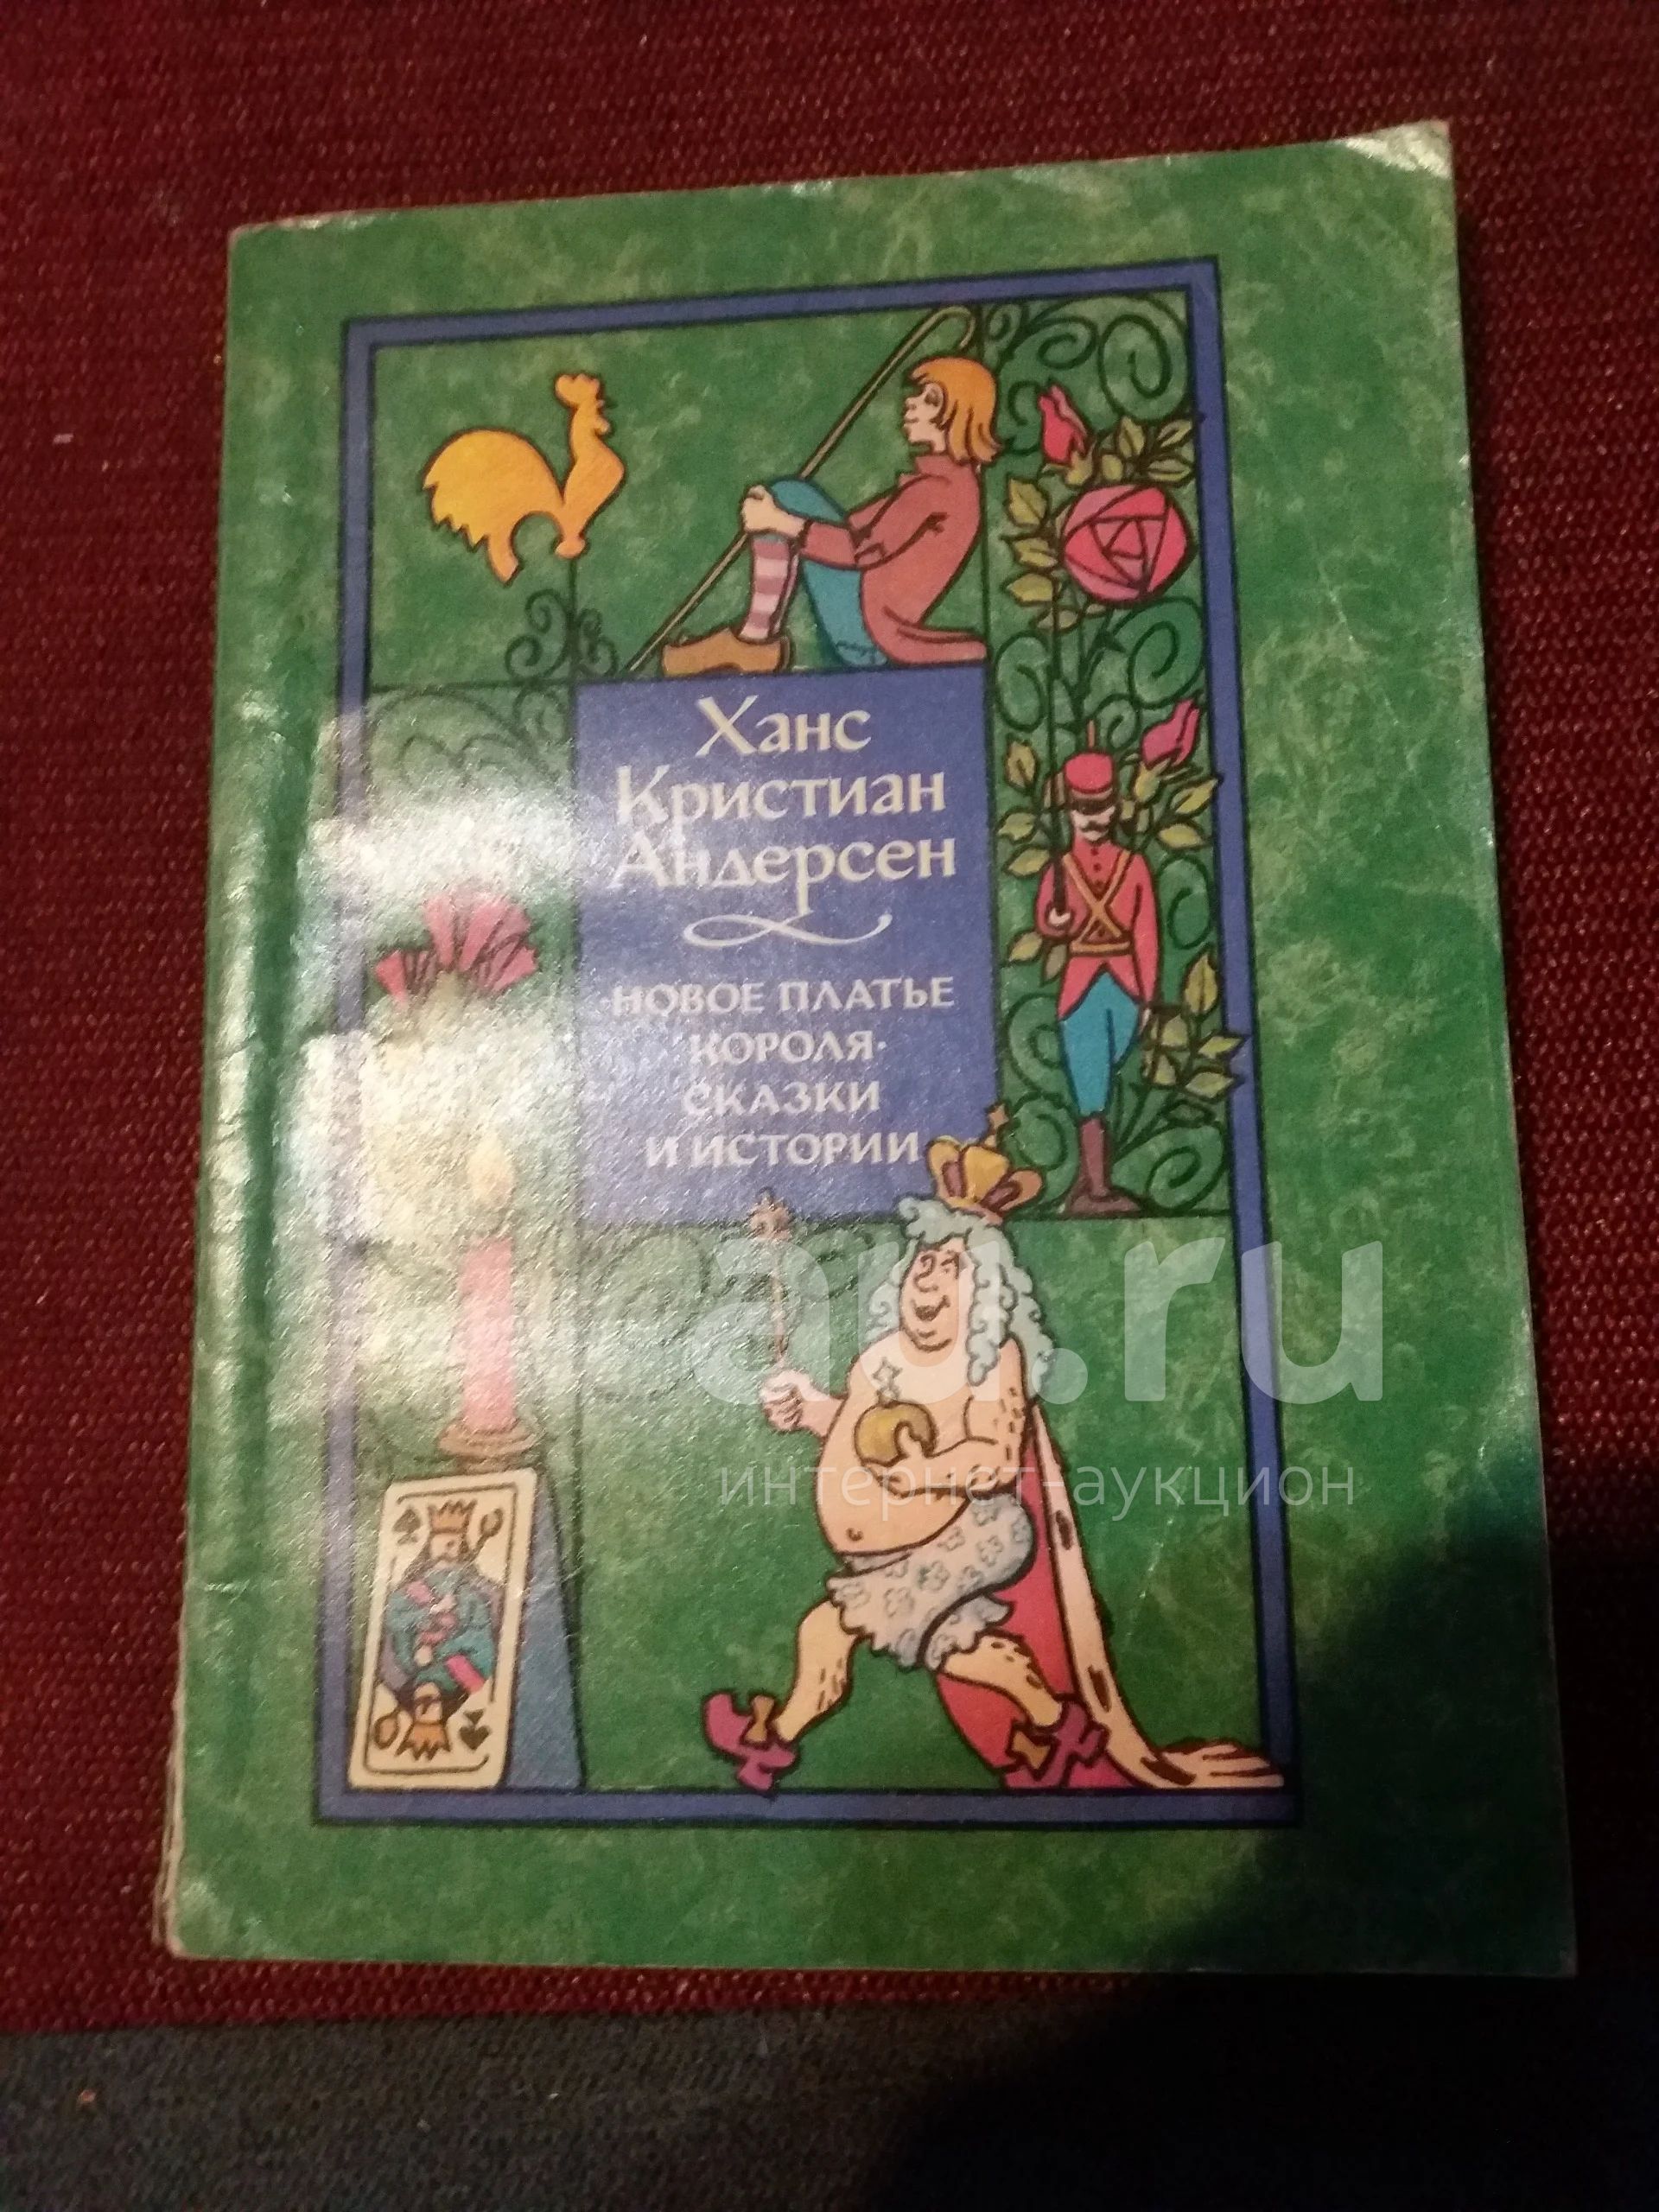 Ханс
Кристиан
Андерсен
·НОВОЕ ПЛАТЬЕ
КОРОЛЯ·
СКАЗКИ
И ИСТОРИИ
au.ru
интернет-аукцион